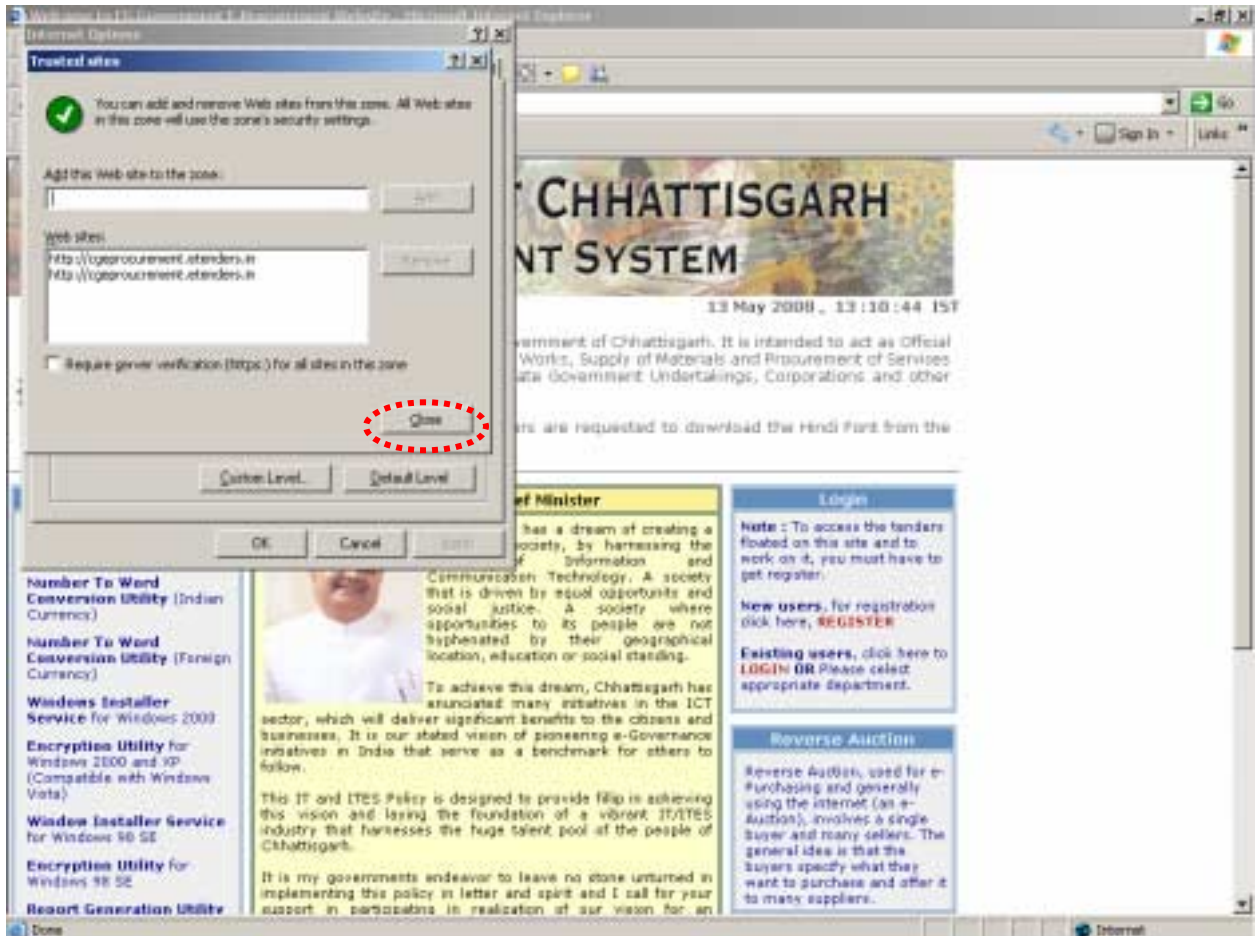 Internet Options
Trusted sites
You can add and remove Web sites from this zone. All Web sites
in this zone will use the zone's security settings.
Add this Web site to the zone:
Add
Web sites:
http://cgeprocurement.etenders.in
http://cgeprocurement.etenders.in
Remove
Require server verification (https:) for all sites in this zone
Close
Custom Level...
Default Level
OK
Cancel
Apply
Go
Sign In
Links
CHHATTISGARH
NT SYSTEM
13 May 2008, 13:10:44 IST
vernment of Chhattisgarh. It is intended to act as Official
Works, Supply of Materials and Procurement of Services
ate Government Undertakings, Corporations and other
rs are requested to download the Hindi Font from the
Number To Word
Conversion Utility (Indian
Currency)
Number To Word
Conversion Utility (Foreign
Currency)
Windows Installer
Service for Windows 2000
Encryption Utility for
Windows 2000 and XP
(Compatible with Windows
Vista)
Window Installer Service
for Windows 98 SE
Encryption Utility for
Windows 98 SE
Report Generation Utility
ef Minister
has a dream of creating a
society, by harnessing the
of Information and
Communication Technology. A society
that is driven by equal opportunity and
social justice. A society where
opportunities to its people are not
hyphenated by their geographical
location, education or social standing.
To achieve this dream, Chhattisgarh has
enunciated many initiatives in the ICT
sector, which will deliver significant benefits to the citizens and
businesses. It is our stated vision of pioneering e-Governance
initiatives in India that serve as a benchmark for others to
follow.
This IT and ITES Policy is designed to provide fillip in achieving
this vision and laying the foundation of a vibrant IT/ITES
industry that harnesses the huge talent pool of the people of
Chhattisgarh.
It is my governments endeavor to leave no stone unturned in
implementing this policy in letter and spirit and I call for your
support in participating in realization of our vision for an
Login
Note : To access the tenders
floated on this site and to
work on it, you must have to
get register.
New users, for registration
click here, REGISTER
Existing users, click here to
LOGIN OR Please select
appropriate department.
Reverse Auction
Reverse Auction, used for e-
Purchasing and generally
using the internet (an e-
Auction), involves a single
buyer and many sellers. The
general idea is that the
buyers specify what they
want to purchase and offer it
to many suppliers.
Done
Internet